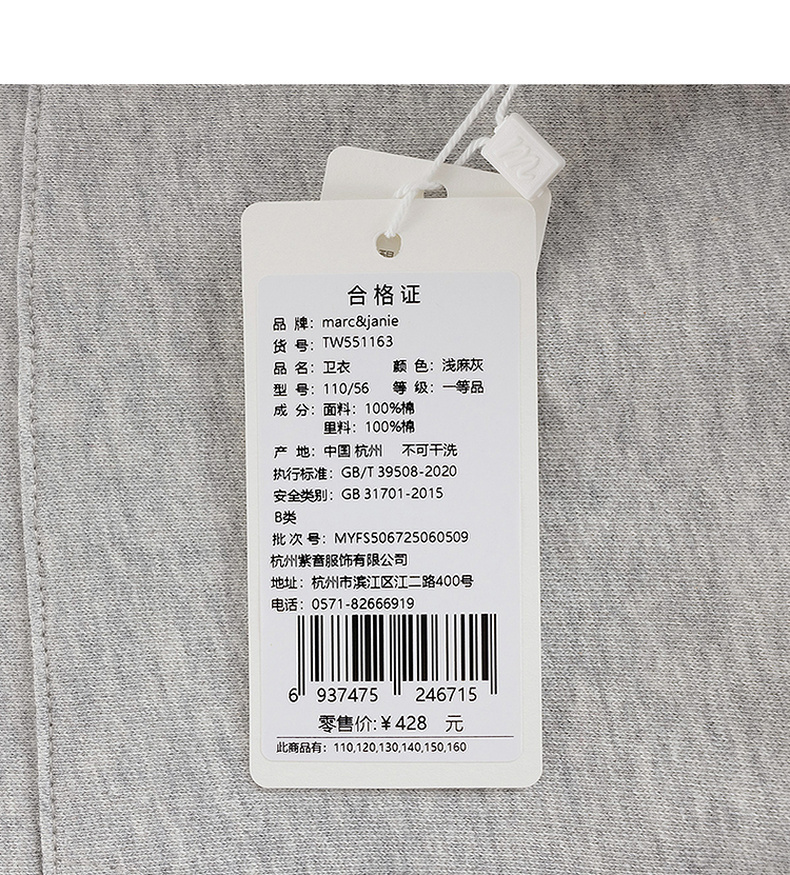 合格证
品 牌：marc&janie
货 号：TW551163
品 名：卫衣 颜 色：浅麻灰
型 号：110/56 等 级：一等品
成 分：面料：100%棉
里料：100%棉
产 地：中国 杭州 不可干洗
执行标准：GB/T 39508-2020
安全类别：GB 31701-2015
B类
批 次 号：MYFS506725060509
杭州紫音服饰有限公司
地址：杭州市滨江区江二路400号
电话：0571-82666919
6 937475 246715
零售价:￥428 元
此商品有：110,120,130,140,150,160